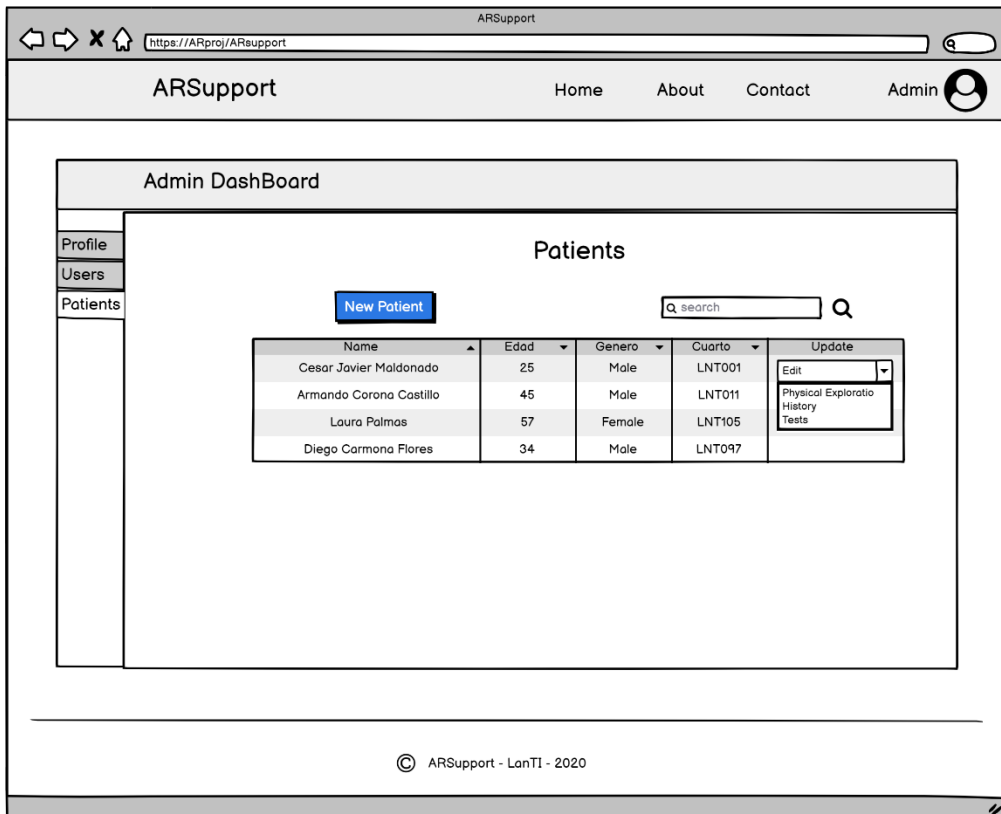 ARSupport
https://ARproj/ARsupport
ARSupport Home About Contact Admin
Admin DashBoard
Profile
Users
Patients
Patients
New Patient search
Name Edad Genero Cuarto Update
Cesar Javier Maldonado 25 Male LNT001 Edit
Armando Corona Castillo 45 Male LNT011 Physical Exploratio
History
Laura Palmas 57 Female LNT105 Tests
Diego Carmona Flores 34 Male LNT097
© ARSupport - LanTI - 2020